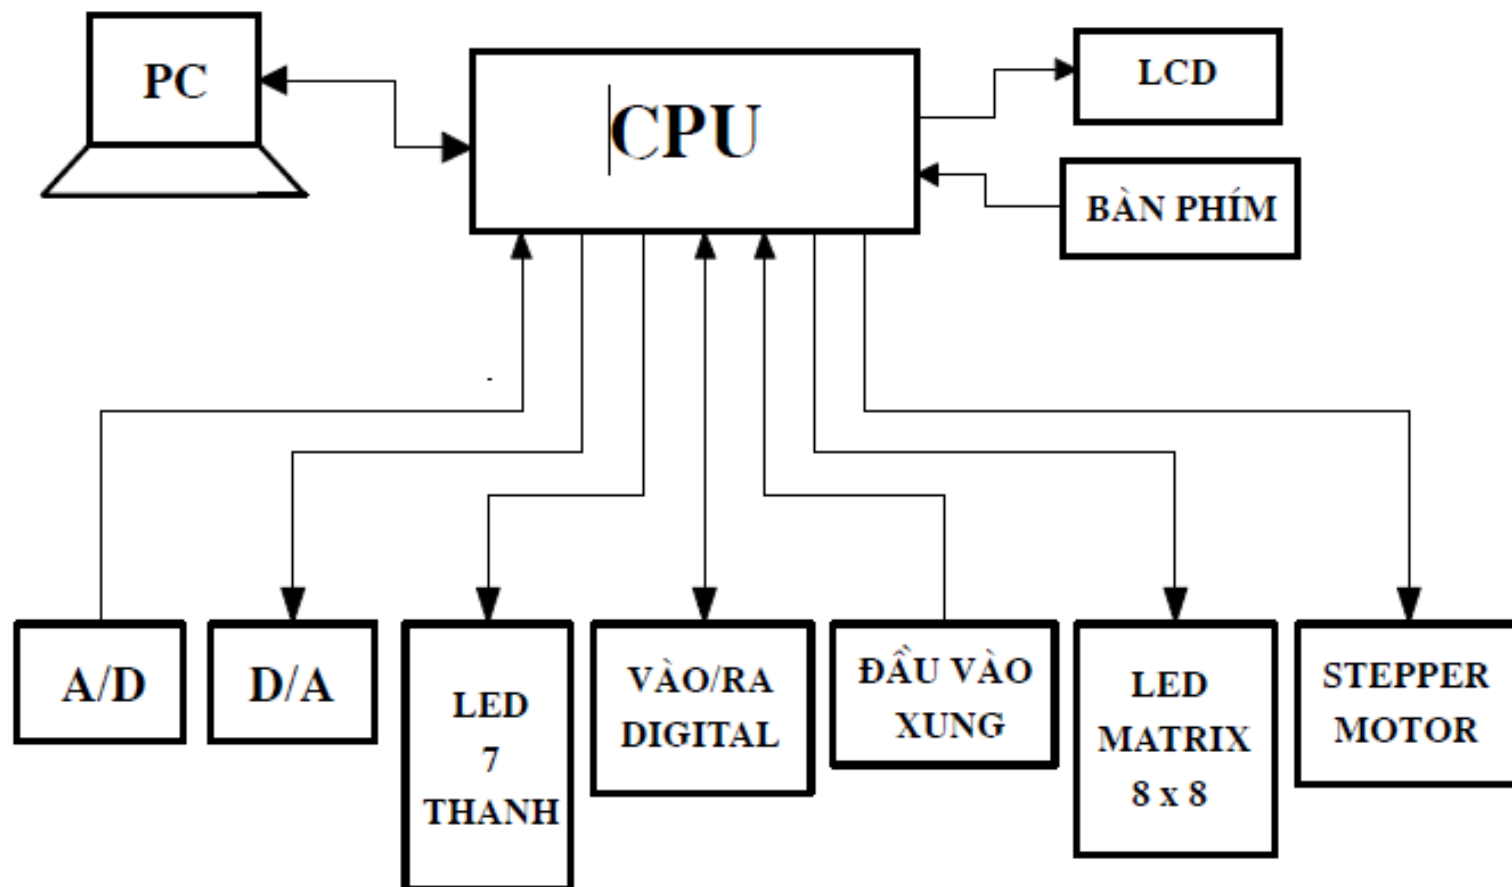 PC
CPU
LCD
BÀN PHÍM
A/D
D/A
LED
7
THANH
VÀO/RA
DIGITAL
ĐẦU VÀO
XUNG
LED
MATRIX
8 x 8
STEPPER
MOTOR